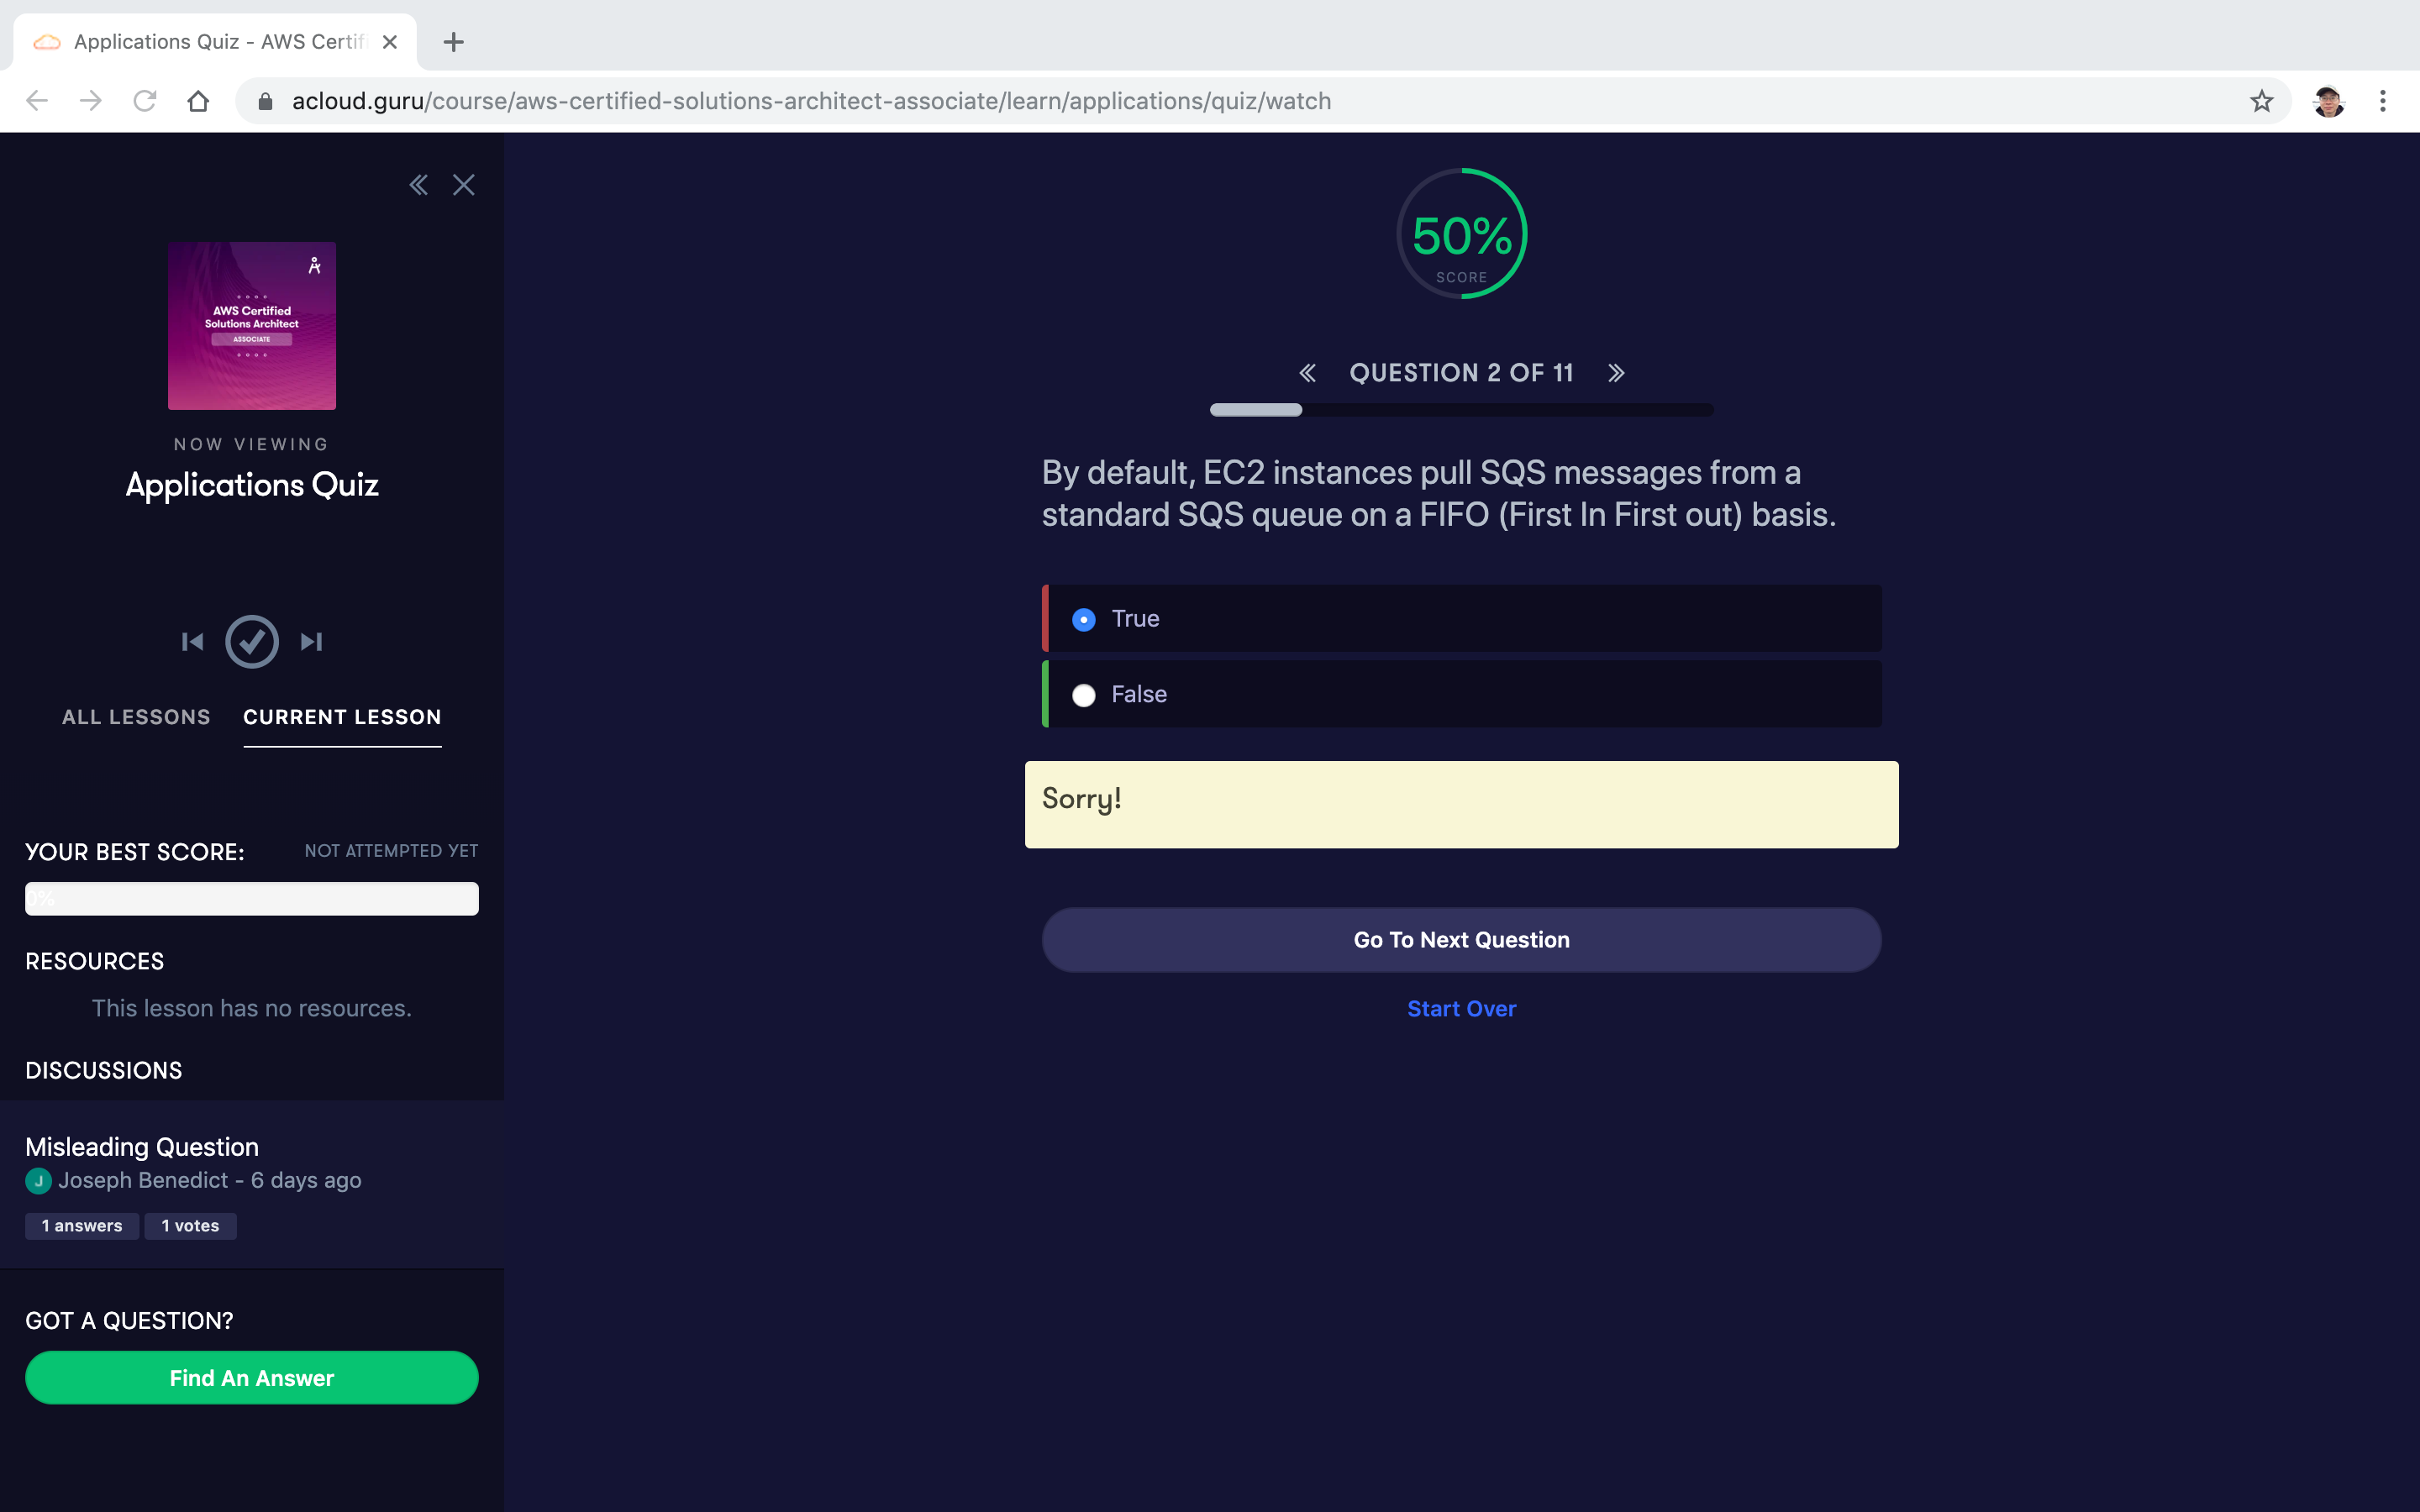 Applications Quiz - AWS Certif
acloud.guru/course/aws-certified-solutions-architect-associate/learn/applications/quiz/watch
AWS Certified
Solutions Architect
ASSOCIATE
NOW VIEWING
Applications Quiz
ALL LESSONS
CURRENT LESSON
YOUR BEST SCORE:
NOT ATTEMPTED YET
0%
RESOURCES
This lesson has no resources.
DISCUSSIONS
Misleading Question
J
Joseph Benedict - 6 days ago
1 answers
1 votes
GOT A QUESTION?
Find An Answer
50%
SCORE
QUESTION 2 OF 11
By default, EC2 instances pull SQS messages from a
standard SQS queue on a FIFO (First In First out) basis.
True
False
Sorry!
Go To Next Question
Start Over